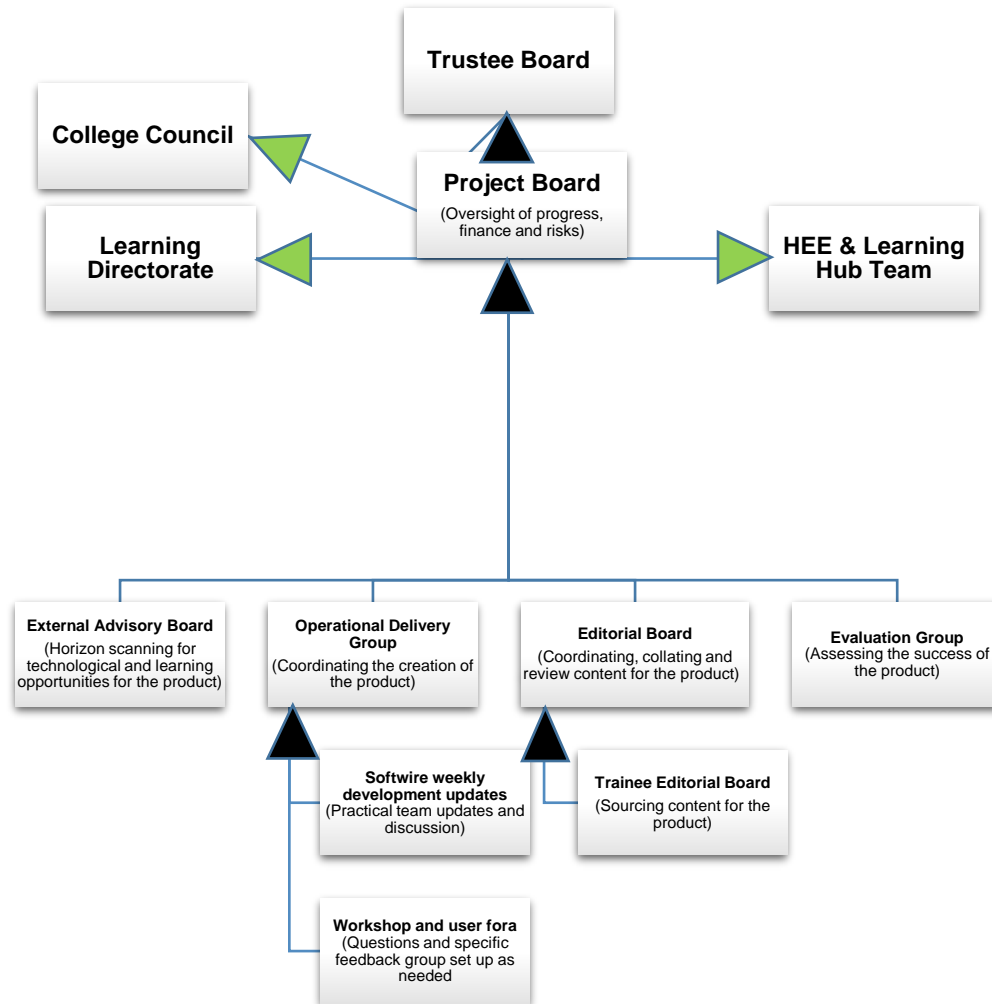 Trustee Board
College Council
Project Board
(Oversight of progress,
finance and risks)
Learning
Directorate
HEE & Learning
Hub Team
External Advisory Board
(Horizon scanning for
technological and learning
opportunities for the product)
Operational Delivery
Group
(Coordinating the creation of
the product)
Editorial Board
(Coordinating, collating and
review content for the product)
Evaluation Group
(Assessing the success of
the product)
Softwire weekly
development updates
(Practical team updates and
discussion)
Trainee Editorial Board
(Sourcing content for the
product)
Workshop and user fora
(Questions and specific
feedback group set up as
needed